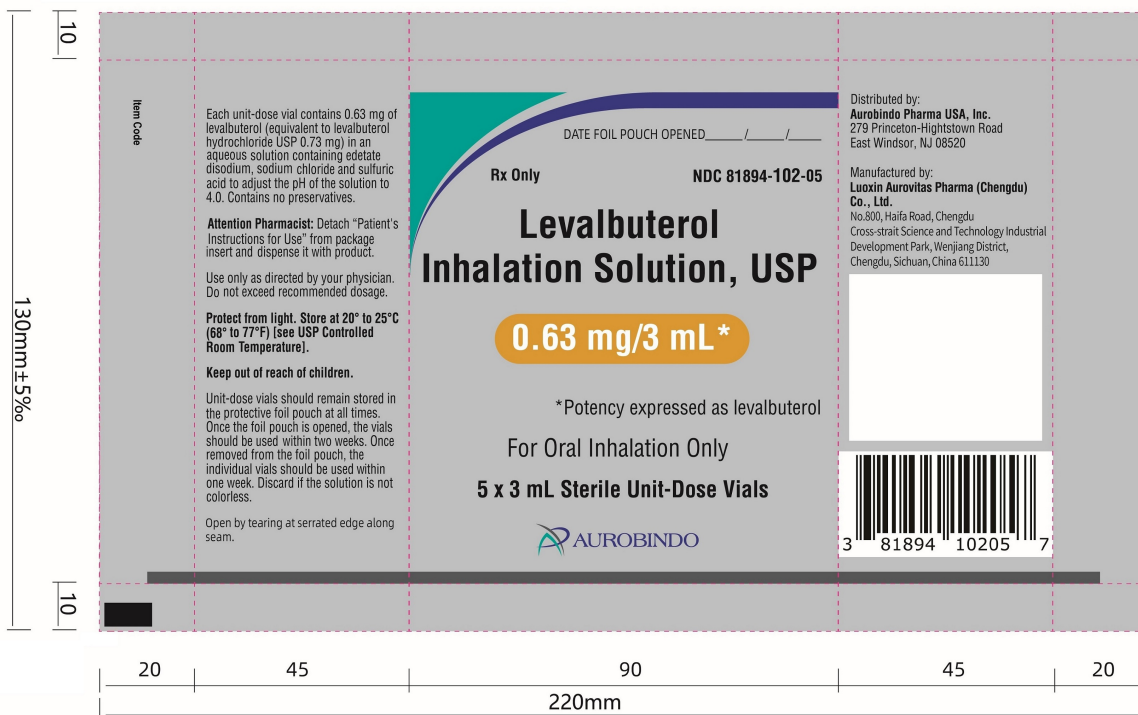 10
130mm±5‰
10
Item Code
Each unit-dose vial contains 0.63 mg of
levalbuterol (equivalent to levalbuterol
hydrochloride USP 0.73 mg) in an
aqueous solution containing edetate
disodium, sodium chloride and sulfuric
acid to adjust the pH of the solution to
4.0. Contains no preservatives.
Attention Pharmacist: Detach “Patient's
Instructions for Use” from package
insert and dispense it with product.
Use only as directed by your physician.
Do not exceed recommended dosage.
Protect from light. Store at 20° to 25°C
(68° to 77°F) [see USP Controlled
Room Temperature].
Keep out of reach of children.
Unit-dose vials should remain stored in
the protective foil pouch at all times.
Once the foil pouch is opened, the vials
should be used within two weeks. Once
removed from the foil pouch, the
individual vials should be used within
one week. Discard if the solution is not
colorless.
Open by tearing at serrated edge along
seam.
DATE FOIL POUCH OPENED______/______/_____
Rx Only
NDC 81894-102-05
Levalbuterol
Inhalation Solution, USP
0.63 mg/3 mL*
*Potency expressed as levalbuterol
For Oral Inhalation Only
5 x 3 mL Sterile Unit-Dose Vials
AUROBINDO
Distributed by:
Aurobindo Pharma USA, Inc.
279 Princeton-Hightstown Road
East Windsor, NJ 08520
Manufactured by:
Luoxin Aurovitas Pharma (Chengdu)
Co., Ltd.
No.800, Haifa Road, Chengdu
Cross-strait Science and Technology Industrial
Development Park, Wenjiang District,
Chengdu, Sichuan, China 611130
3 81894 10205 7
20 45 90 45 20
220mm